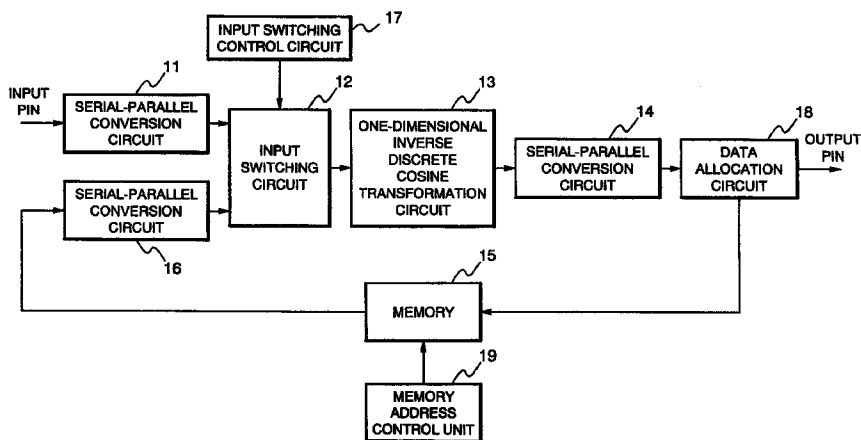 INPUT SWITCHING
CONTROL CIRCUIT
17
INPUT
PIN
11
SERIAL-PARALLEL
CONVERSION
CIRCUIT
12
INPUT
SWITCHING
CIRCUIT
13
ONE-DIMENSIONAL
INVERSE
DISCRETE
COSINE
TRANSFORMATION
CIRCUIT
14
SERIAL-PARALLEL
CONVERSION
CIRCUIT
18
DATA
ALLOCATION
CIRCUIT
OUTPUT
PIN
SERIAL-PARALLEL
CONVERSION
CIRCUIT
16
15
MEMORY
19
MEMORY
ADDRESS
CONTROL UNIT